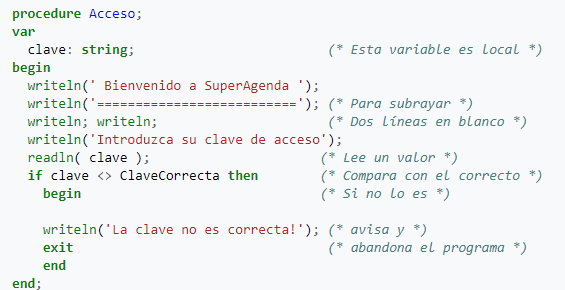 procedure Acceso;
var
  clave: string;                         (* Esta variable es local *)
begin
  writeln(' Bienvenido a SuperAgenda ');
  writeln('=========================='); (* Para subrayar *)
  writeln; writeln;                      (* Dos líneas en blanco *)
  writeln('Introduzca su clave de acceso');
  readln( clave );                      (* Lee un valor *)
  if clave <> ClaveCorrecta then        (* Compara con el correcto *)
    begin                               (* Si no lo es *)
    writeln('La clave no es correcta!'); (* avisa y *)
    exit                                 (* abandona el programa *)
    end
end;